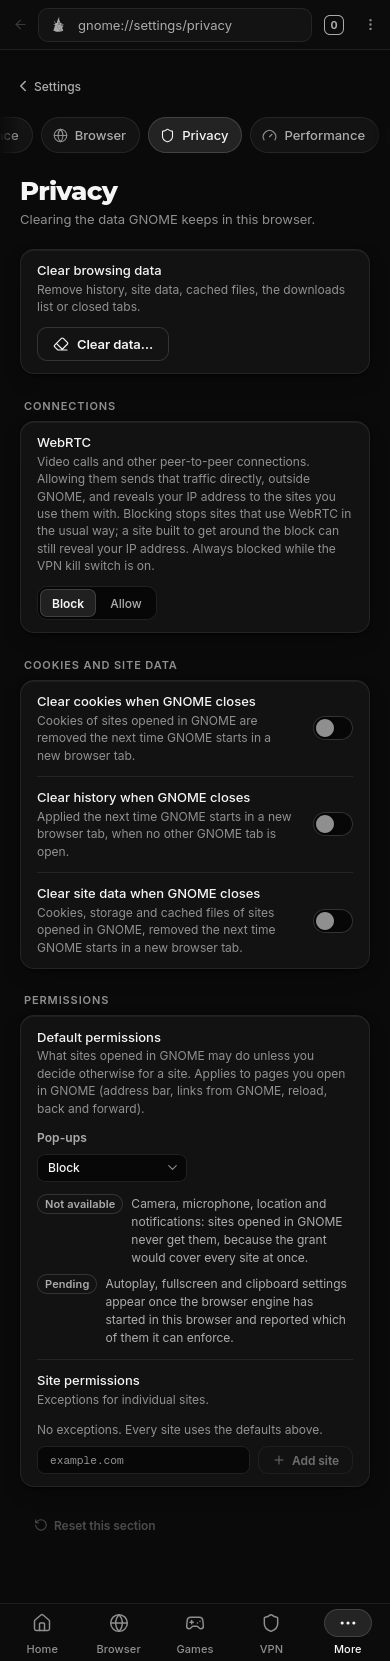 gnome://settings/privacy
0
Settings
ce
Browser
Privacy
Performance
Privacy
Clearing the data GNOME keeps in this browser.
Clear browsing data
Remove history, site data, cached files, the downloads
list or closed tabs.
Clear data...
CONNECTIONS
WebRTC
Video calls and other peer-to-peer connections.
Allowing them sends that traffic directly, outside
GNOME, and reveals your IP address to the sites you
use them with. Blocking stops sites that use WebRTC in
the usual way; a site built to get around the block can
still reveal your IP address. Always blocked while the
VPN kill switch is on.
Block Allow
COOKIES AND SITE DATA
Clear cookies when GNOME closes
Cookies of sites opened in GNOME are
removed the next time GNOME starts in a
new browser tab.
Clear history when GNOME closes
Applied the next time GNOME starts in a new
browser tab, when no other GNOME tab is
open.
Clear site data when GNOME closes
Cookies, storage and cached files of sites
opened in GNOME, removed the next time
GNOME starts in a new browser tab.
PERMISSIONS
Default permissions
What sites opened in GNOME may do unless you
decide otherwise for a site. Applies to pages you open
in GNOME (address bar, links from GNOME, reload,
back and forward).
Pop-ups
Block
Not available Camera, microphone, location and
notifications: sites opened in GNOME
never get them, because the grant
would cover every site at once.
Pending Autoplay, fullscreen and clipboard settings
appear once the browser engine has
started in this browser and reported which
of them it can enforce.
Site permissions
Exceptions for individual sites.
No exceptions. Every site uses the defaults above.
example.com
Add site
Reset this section
Home
Browser
Games
VPN
More